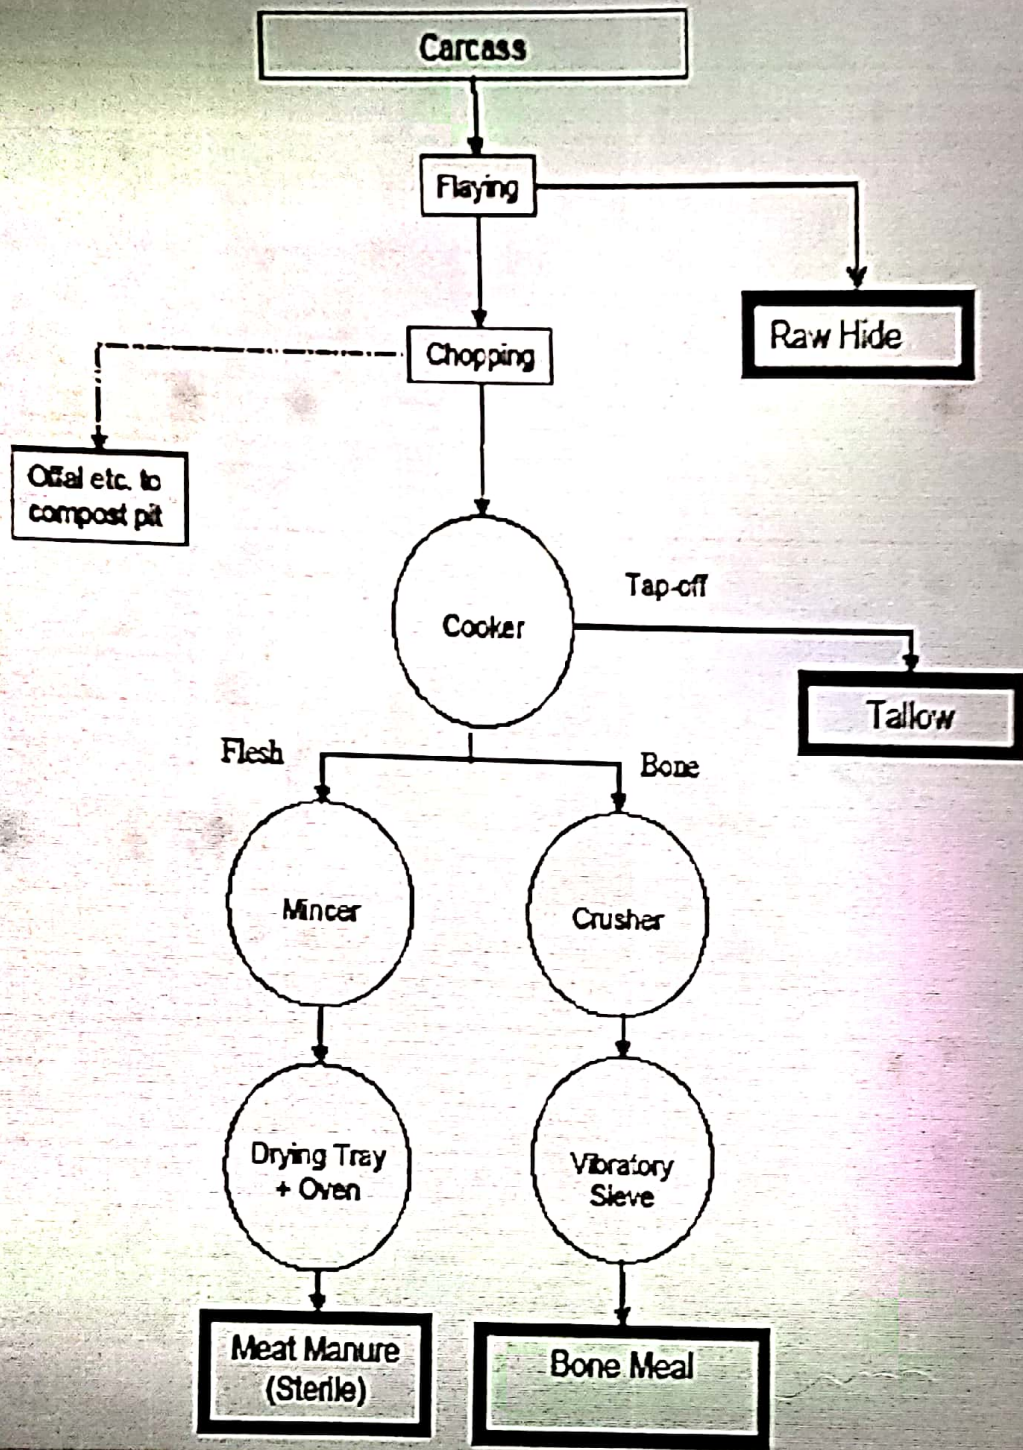 Carcass
Flaying
Raw Hide
Chopping
Offal etc. to
compost pit
Tap-off
Cooker
Tallow
Flesh
Bone
Mincer
Crusher
Drying Tray
+ Oven
Vibratory
Sieve
Meat Manure
(Sterile)
Bone Meal